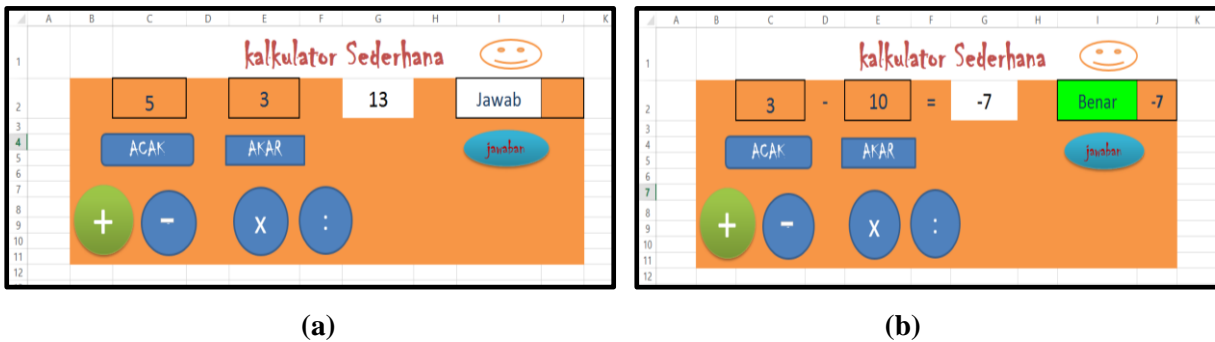 A B C D E F G H I J K
1 kalkulator Sederhana
2 5 3 13 Jawab
3
4 ACAK AKAR jawaban
5
6
7
8 + - x :
9
10
11
12
(a)
A B C D E F G H I J K
1 kalkulator Sederhana
2 3 - 10 = -7 Benar -7
3
4 ACAK AKAR jawaban
5
6
7
8 + - x :
9
10
11
12
(b)